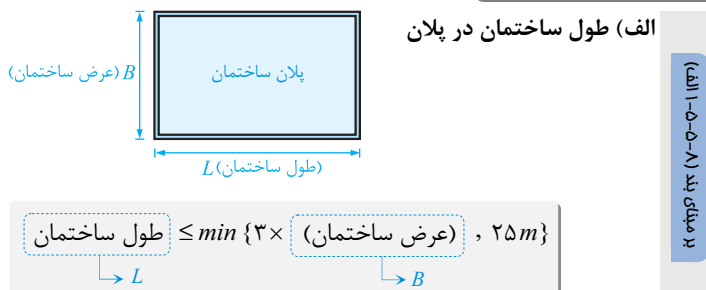 الف) طول ساختمان در پلان
بر مبنای بند (۸-۵-۵-۱ الف)
پلان ساختمان
B (عرض ساختمان)
L(طول ساختمان)
طول ساختمان ≤ min {۳× (عرض ساختمان) , ۲۵m}
L
B